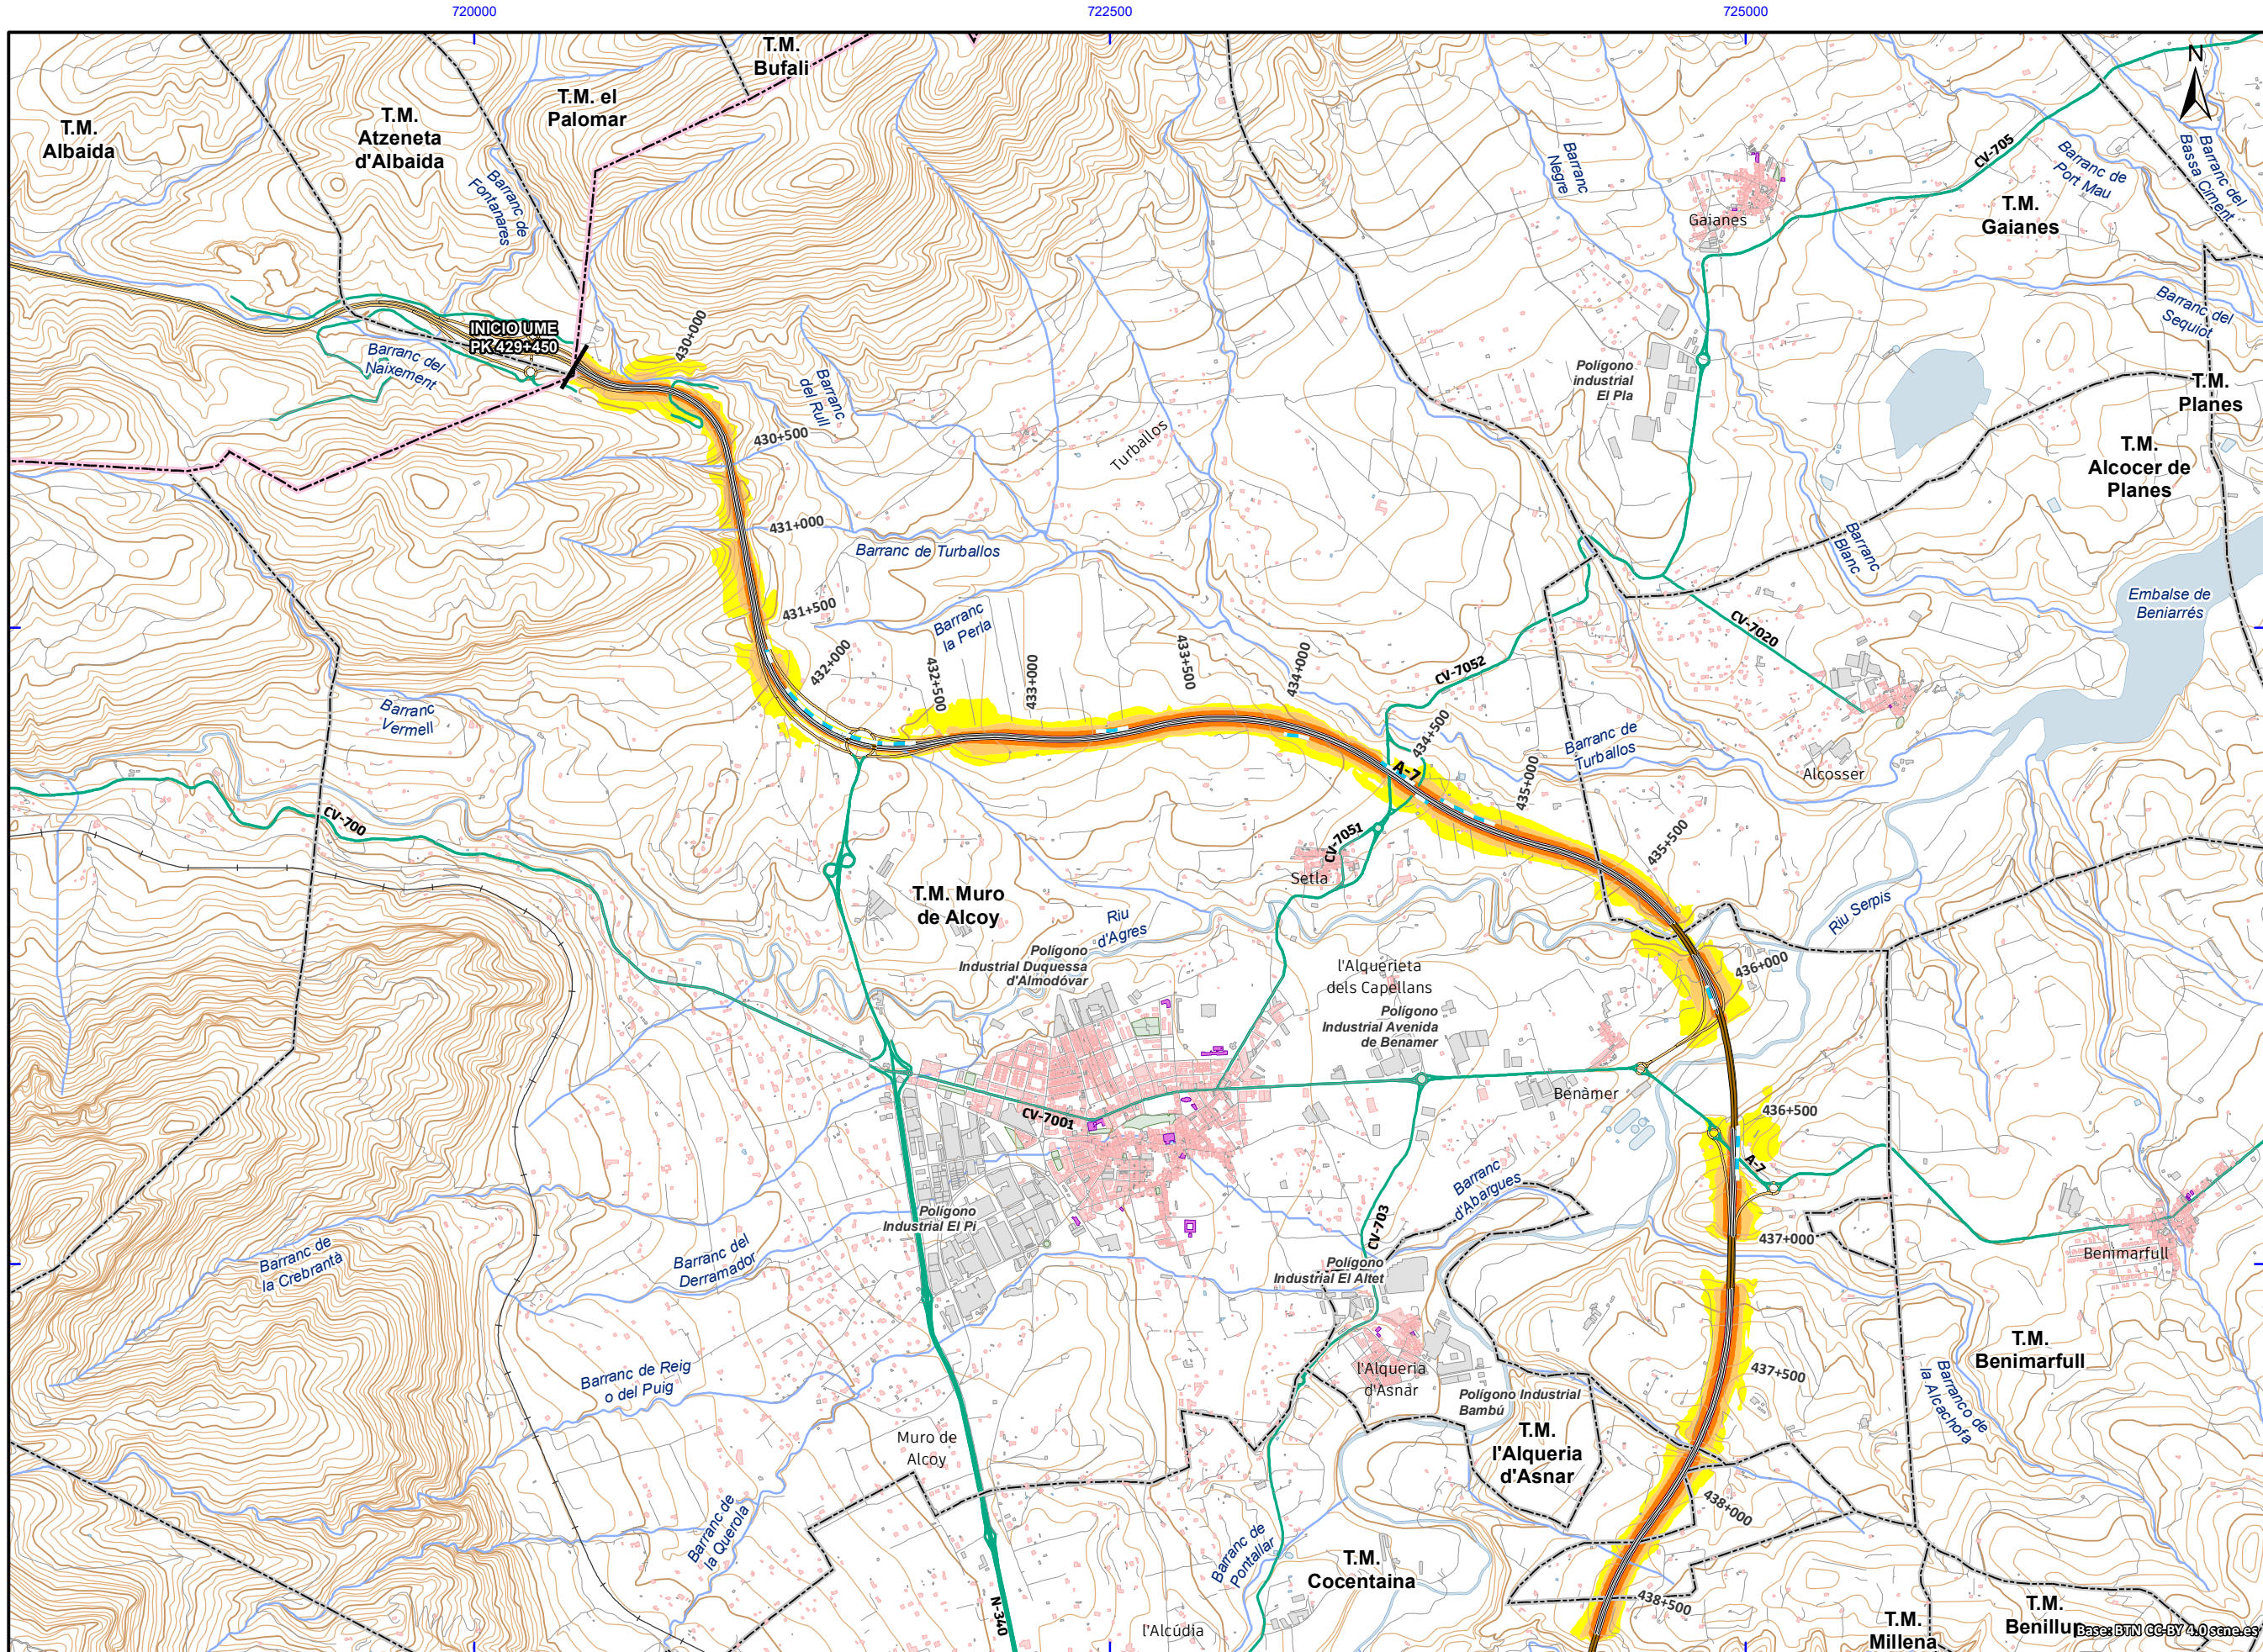 720000
722500
725000
N
T.M.
Bufali
T.M. el
Palomar
T.M.
Atzeneta
d'Albaida
T.M.
Albaida
Barranc de
Fontanares
Barranc
Negre
Gaianes
CV-705
Barranc de
Port Mau
Barranc del
Bassa Ciment
T.M.
Gaianes
Barranc del
Sequiot
INICIO UME
PK 429+450
430+000
Barranc del
Naixement
Barranc
del Rull
Polígono
industrial
El Pla
T.M.
Planes
430+500
Turballos
T.M.
Alcocer de
Planes
431+000
Barranc de Turballos
Barranc
Blanc
Embalse de
Beniarrés
431+500
Barranc
la Perla
CV-7020
432+000
432+500
433+000
433+500
434+000
CV-7052
Barranc
Vermell
434+500
Barranc de
Turballos
A-7
435+000
Alcosser
CV-700
CV-7051
435+500
Setla
T.M. Muro
de Alcoy
Riu
d'Agres
Riu Serpis
Polígono
Industrial Duquessa
d'Almodóvar
l'Alquerieta
dels Capellans
436+000
Polígono
Industrial Avenida
de Benamer
Benàmer
436+500
CV-7001
A-7
Barranc
d'Abargues
Polígono
Industrial El Pi
CV-703
437+000
Benimarfull
Barranc de
la Crebrantà
Barranc del
Derramador
Polígono
Industrial El Altet
T.M.
Benimarfull
l'Alqueria
d'Asnar
437+500
Barranc de Reig
o del Puig
Polígono Industrial
Bambú
Barranco de
la Alcachofa
Muro de
Alcoy
T.M.
l'Alqueria
d'Asnar
438+000
Barranc de
la Querola
Barranc de
Pontallar
T.M.
Cocentaina
N-340
438+500
l'Alcúdia
T.M.
Millena
T.M.
Benillup
Base: BTN CC-BY 4.0 scne.es